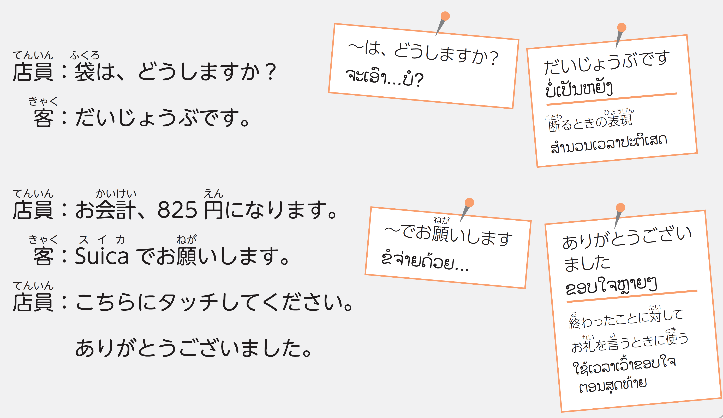 店員：袋は、どうしますか？
客：だいじょうぶです。
～は、どうしますか？
ຈະເອົາ...ບໍ?
だいじょうぶです
ບໍ່ເປັນຫຍັງ
断るときの表現
ສຳນວນເວລາປະຕິເສດ
店員：お会計、825円になります。
客：Suicaでお願いします。
店員：こちらにタッチしてください。
ありがとうございました。
～でお願いします
ຂໍຈ່າຍດ້ວຍ...
ありがとうござい
ました
ຂອບໃຈຫຼາຍໆ
終わったことに対して
お礼を言うときに使う
ໃຊ້ເວລາເວົ້າຂອບໃຈ
ຕອນສຸດທ້າຍ